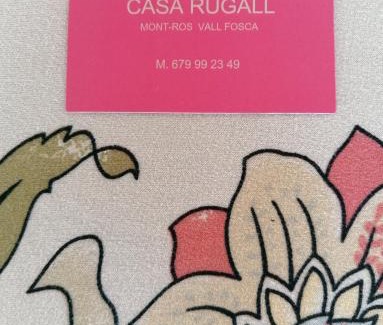 CASA RUGALL
MONT-ROS VALL FOSCA
M. 679 99 23 49